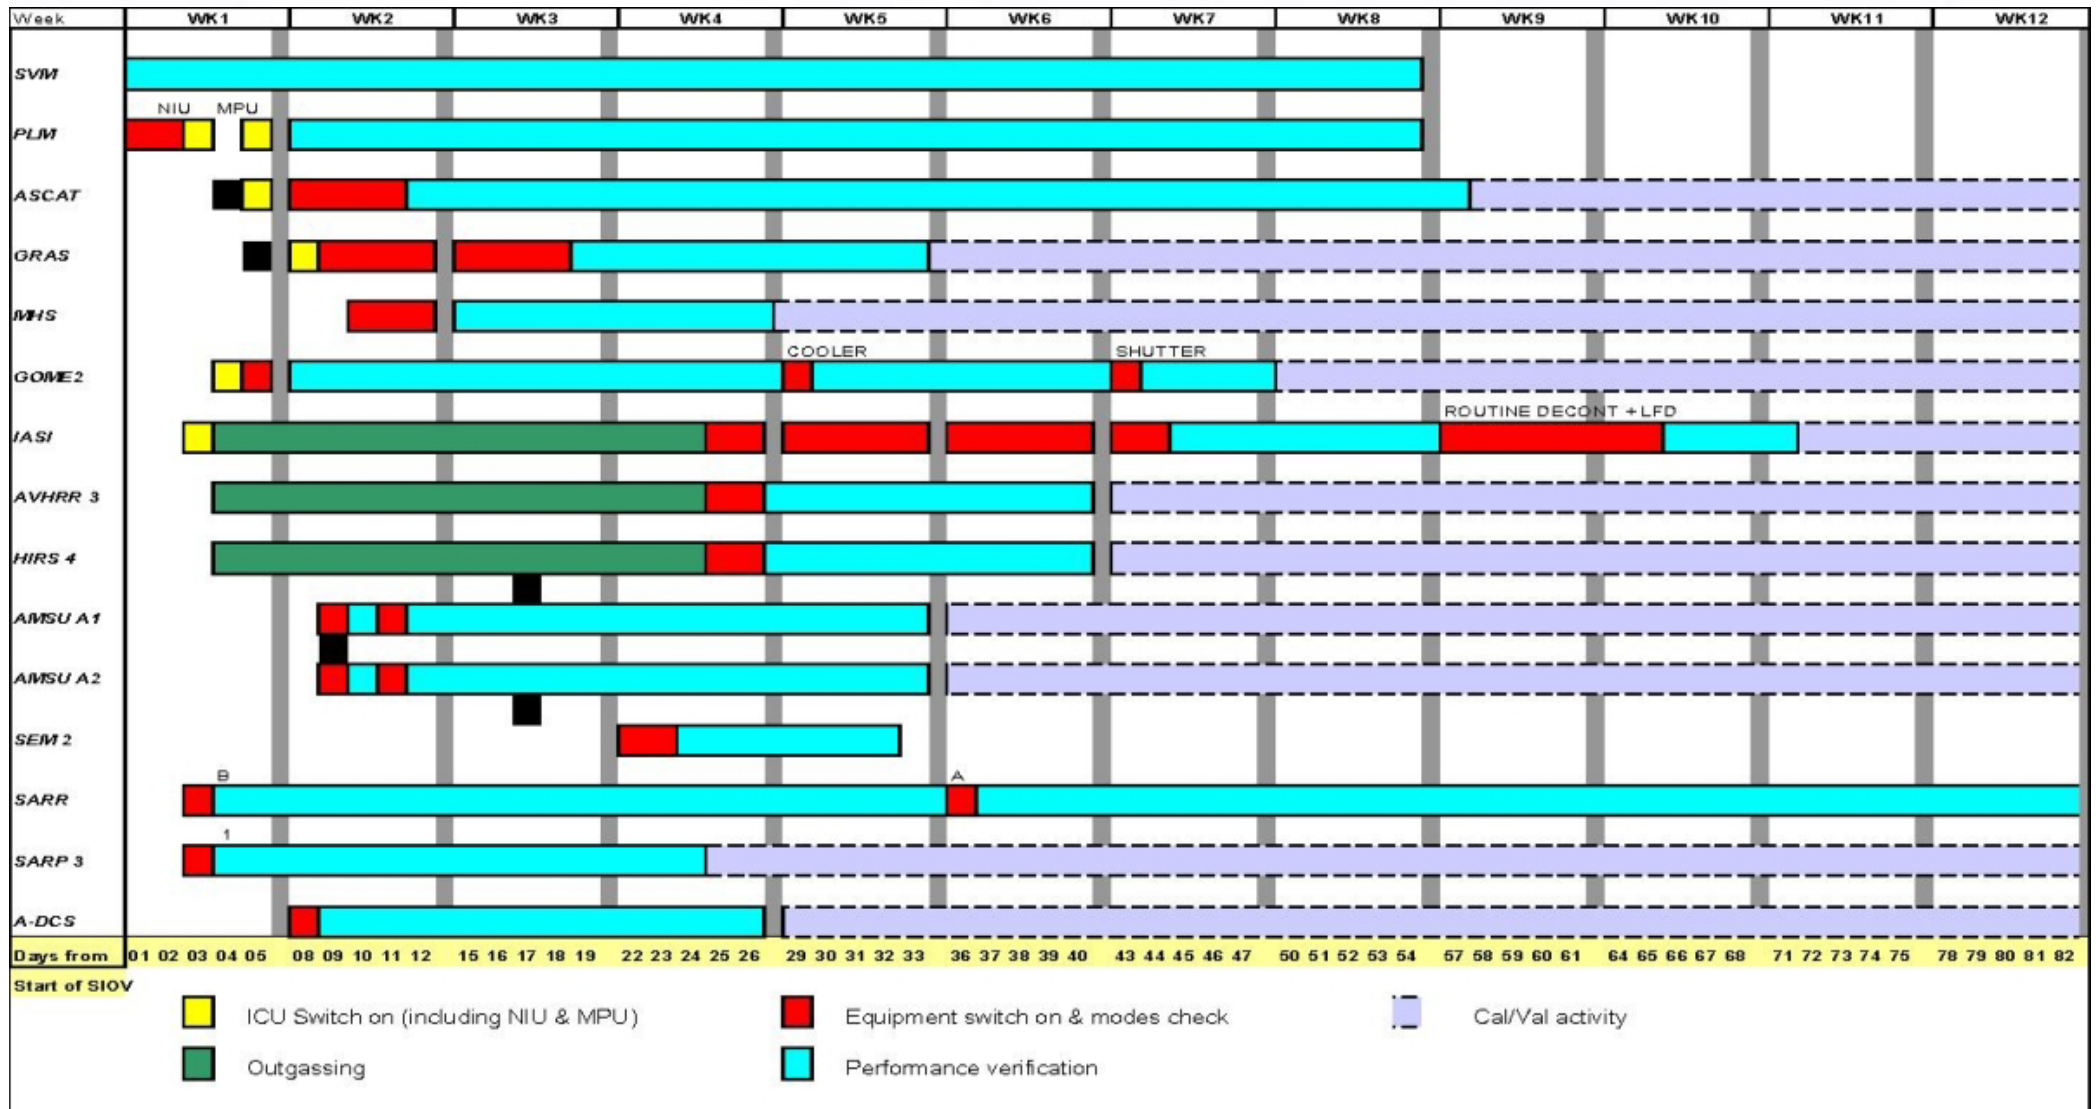 Week WK1 WK2 WK3 WK4 WK5 WK6 WK7 WK8 WK9 WK10 WK11 WK12
SVM
NIU MPU
PLM
ASCAT
GRAS
MHS
COOLER SHUTTER
GOME2
ROUTINE DECONT + LFD
IASI
AVHRR 3
HIRS 4
AMSU A1
AMSU A2
SEM 2
B A
SARR
1
SARP 3
A-DCS
Days from 01 02 03 04 05 08 09 10 11 12 15 16 17 18 19 22 23 24 25 26 29 30 31 32 33 36 37 38 39 40 43 44 45 46 47 50 51 52 53 54 57 58 59 60 61 64 65 66 67 68 71 72 73 74 75 78 79 80 81 82
Start of SIOV
ICU Switch on (including NIU & MPU) Equipment switch on & modes check Cal/Val activity
Outgassing Performance verification